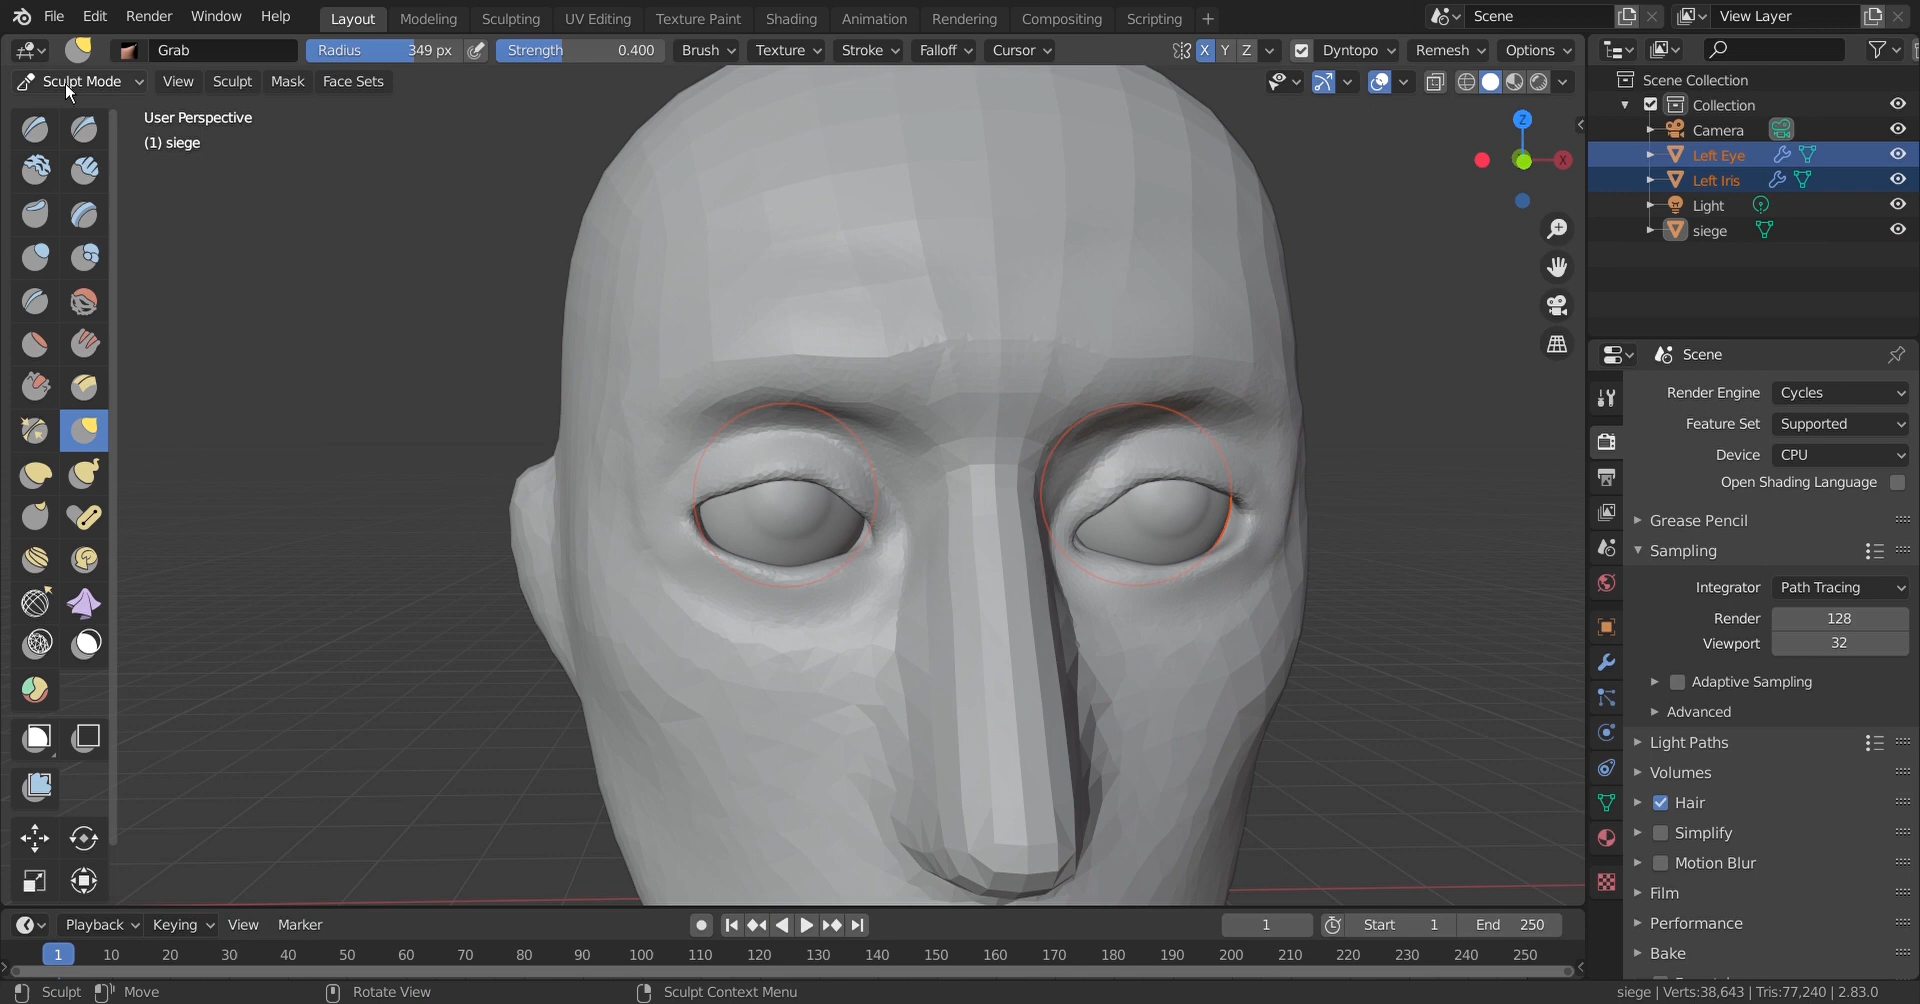 File Edit Render Window Help Layout Modeling Sculpting UV Editing Texture Paint Shading Animation Rendering Compositing Scripting + Scene View Layer
Grab Radius 349 px Strength 0.400 Brush Texture Stroke Falloff Cursor X Y Z Dyntopo Remesh Options
Sculpt Mode View Sculpt Mask Face Sets
User Perspective
(1) siege
Z
X
Scene Collection
Collection
Camera
Left Eye
Left Iris
Light
siege
Scene
Render Engine Cycles
Feature Set Supported
Device CPU
Open Shading Language
Grease Pencil
Sampling
Integrator Path Tracing
Render 128
Viewport 32
Adaptive Sampling
Advanced
Light Paths
Volumes
Hair
Simplify
Motion Blur
Film
Performance
Bake
Playback Keying View Marker 1 Start 1 End 250
1 10 20 30 40 50 60 70 80 90 100 110 120 130 140 150 160 170 180 190 200 210 220 230 240 250
Sculpt Move Rotate View Sculpt Context Menu siege | Verts:38,643 | Tris:77,240 | 2.83.0